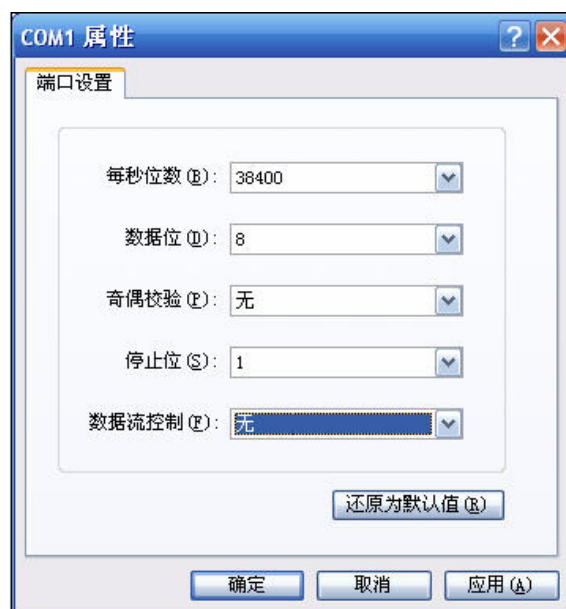 COM1 属性
端口设置
每秒位数(B): 38400
数据位(D): 8
奇偶校验(P): 无
停止位(S): 1
数据流控制(F): 无
还原为默认值(R)
确定 取消 应用(A)